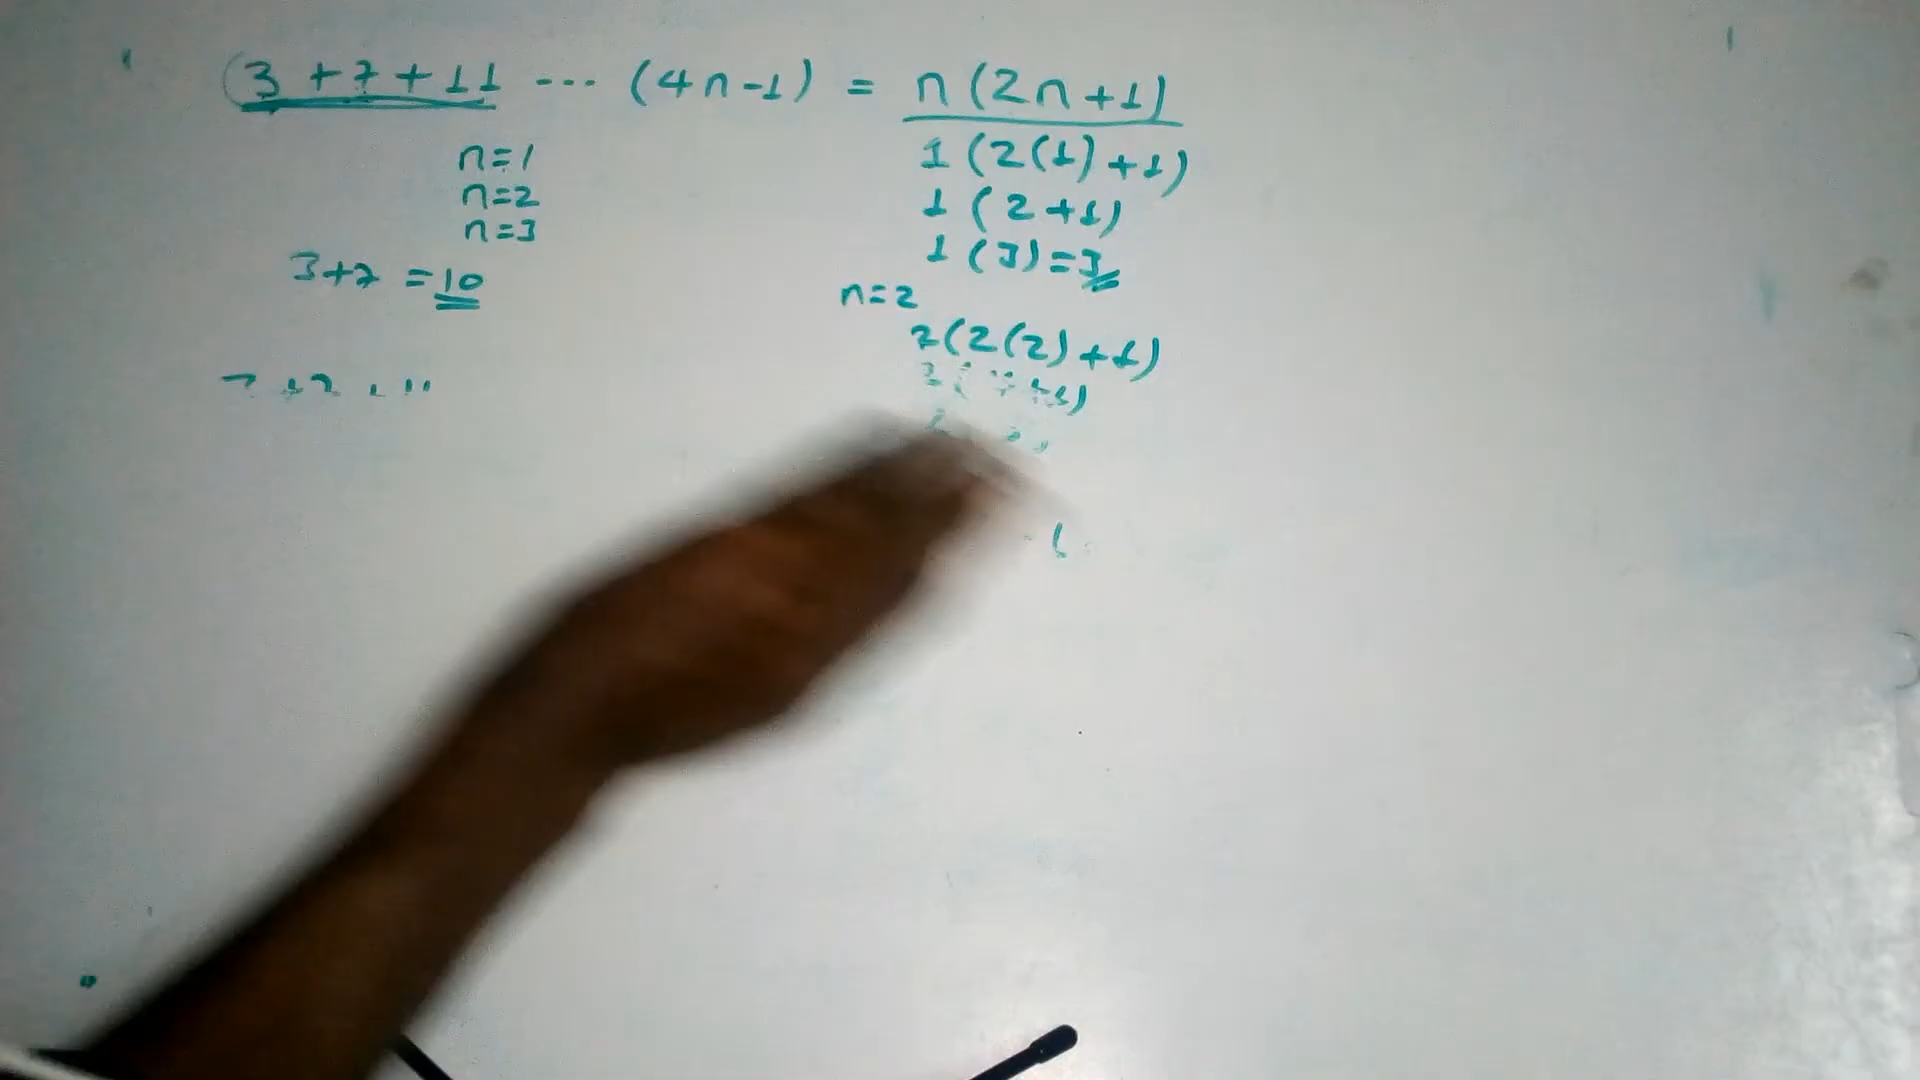 3 + 7 + 11 --- (4n-1) = n(2n+1)
n=1
n=2
n=3
3+7 = 10
1(2(1)+1)
1(2+1)
1(3)=3
n=2
2(2(2)+1)